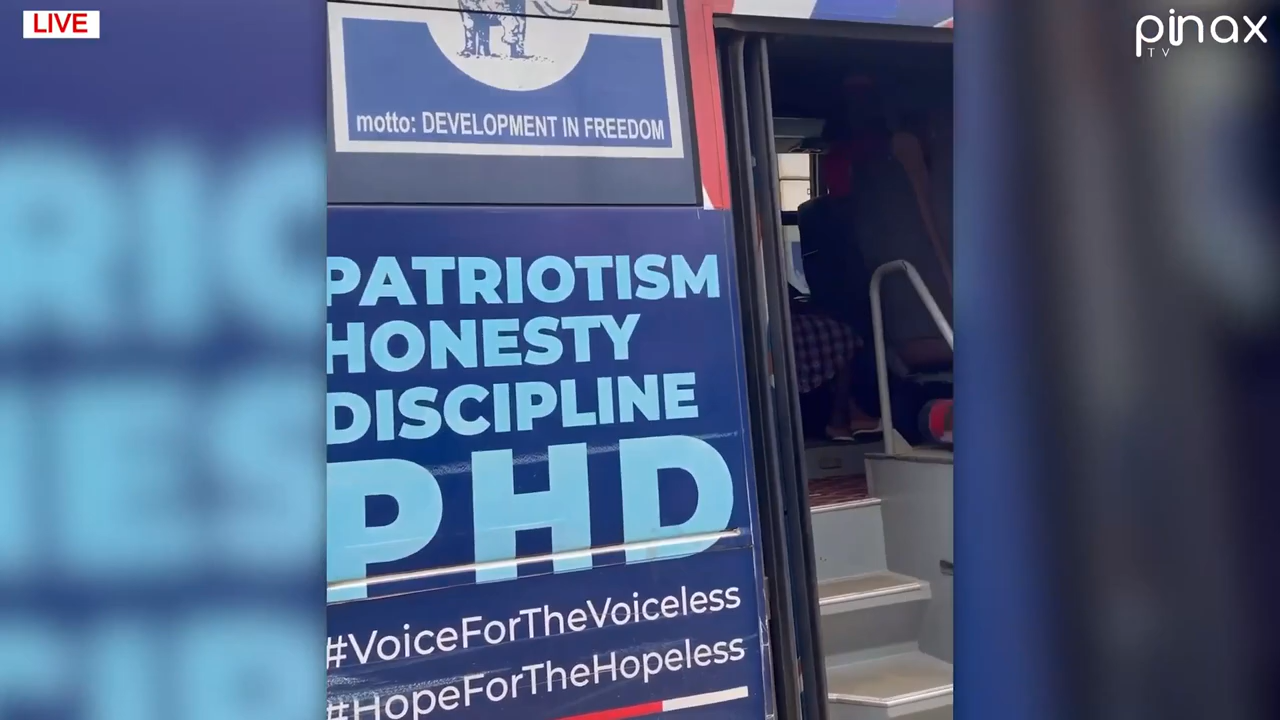 LIVE
pinax
TV
motto: DEVELOPMENT IN FREEDOM
PATRIOTISM
HONESTY
DISCIPLINE
PHD
#VoiceForTheVoiceless
#HopeForTheHopeless